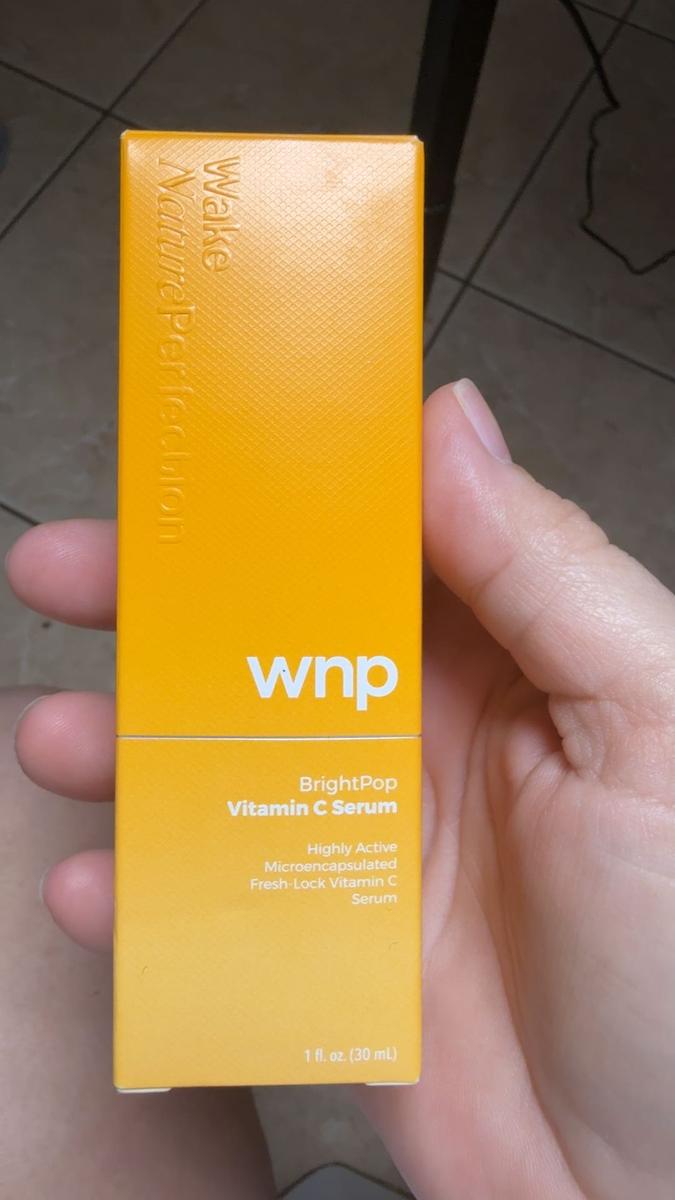 Wake
NaturePerfection
wnp
BrightPop
Vitamin C Serum
Highly Active
Microencapsulated
Fresh-Lock Vitamin C
Serum
1 fl. oz. (30 mL)